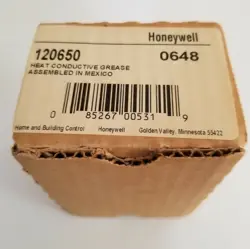 Honeywell
120650 0648
HEAT CONDUCTIVE GREASE
ASSEMBLED IN MEXICO
0 85267 00531 9
Home and Building Control Honeywell Golden Valley, Minnesota 55422